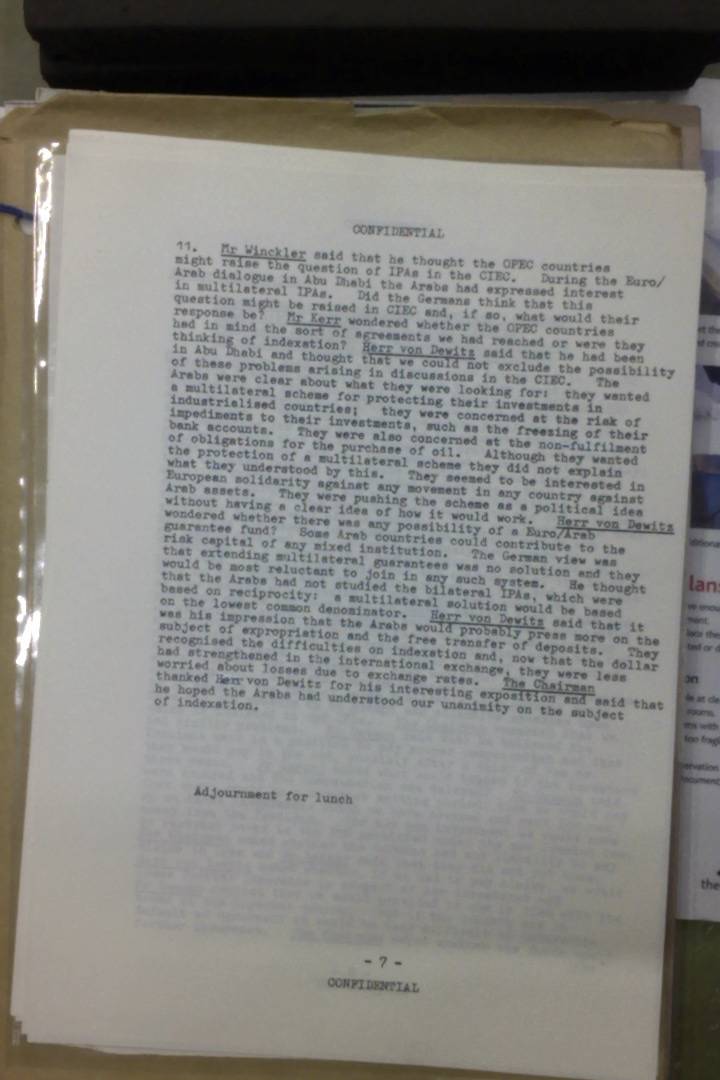 CONFIDENTIAL
11. Mr Winckler said that he thought the OPEC countries
might raise the question of IPAs in the CIEC. During the Euro/
Arab dialogue in Abu Dhabi the Arabs had expressed interest
in multilateral IPAs. Did the Germans think that this
question might be raised in CIEC and, if so, what would their
response be? Mr Kerr wondered whether the OPEC countries
had in mind the sort of agreements we had reached or were they
thinking of indexation? Herr von Dewitz said that he had been
in Abu Dhabi and thought that we could not exclude the possibility
of these problems arising in discussions in the CIEC. The
Arabs were clear about what they were looking for: they wanted
a multilateral scheme for protecting their investments in
industrialised countries; they were concerned at the risk of
impediments to their investments, such as the freezing of their
bank accounts. They were also concerned at the non-fulfilment
of obligations for the purchase of oil. Although they wanted
the protection of a multilateral scheme they did not explain
what they understood by this. They seemed to be interested in
European solidarity against any movement in any country against
Arab assets. They were pushing the scheme as a political idea
without having a clear idea of how it would work. Herr von Dewitz
wondered whether there was any possibility of a Euro/Arab
guarantee fund? Some Arab countries could contribute to the
risk capital of any mixed institution. The German view was
that extending multilateral guarantees was no solution and they
would be most reluctant to join in any such system. He thought
that the Arabs had not studied the bilateral IPAs, which were
based on reciprocity: a multilateral solution would be based
on the lowest common denominator. Herr von Dewitz said that it
was his impression that the Arabs would probably press more on the
subject of expropriation and the free transfer of deposits. They
recognised the difficulties on indexation and, now that the dollar
had strengthened in the international exchange, they were less
worried about losses due to exchange rates. The Chairman
thanked Herr von Dewitz for his interesting exposition and said that
he hoped the Arabs had understood our unanimity on the subject
of indexation.
Adjournment for lunch
- 7 -
CONFIDENTIAL